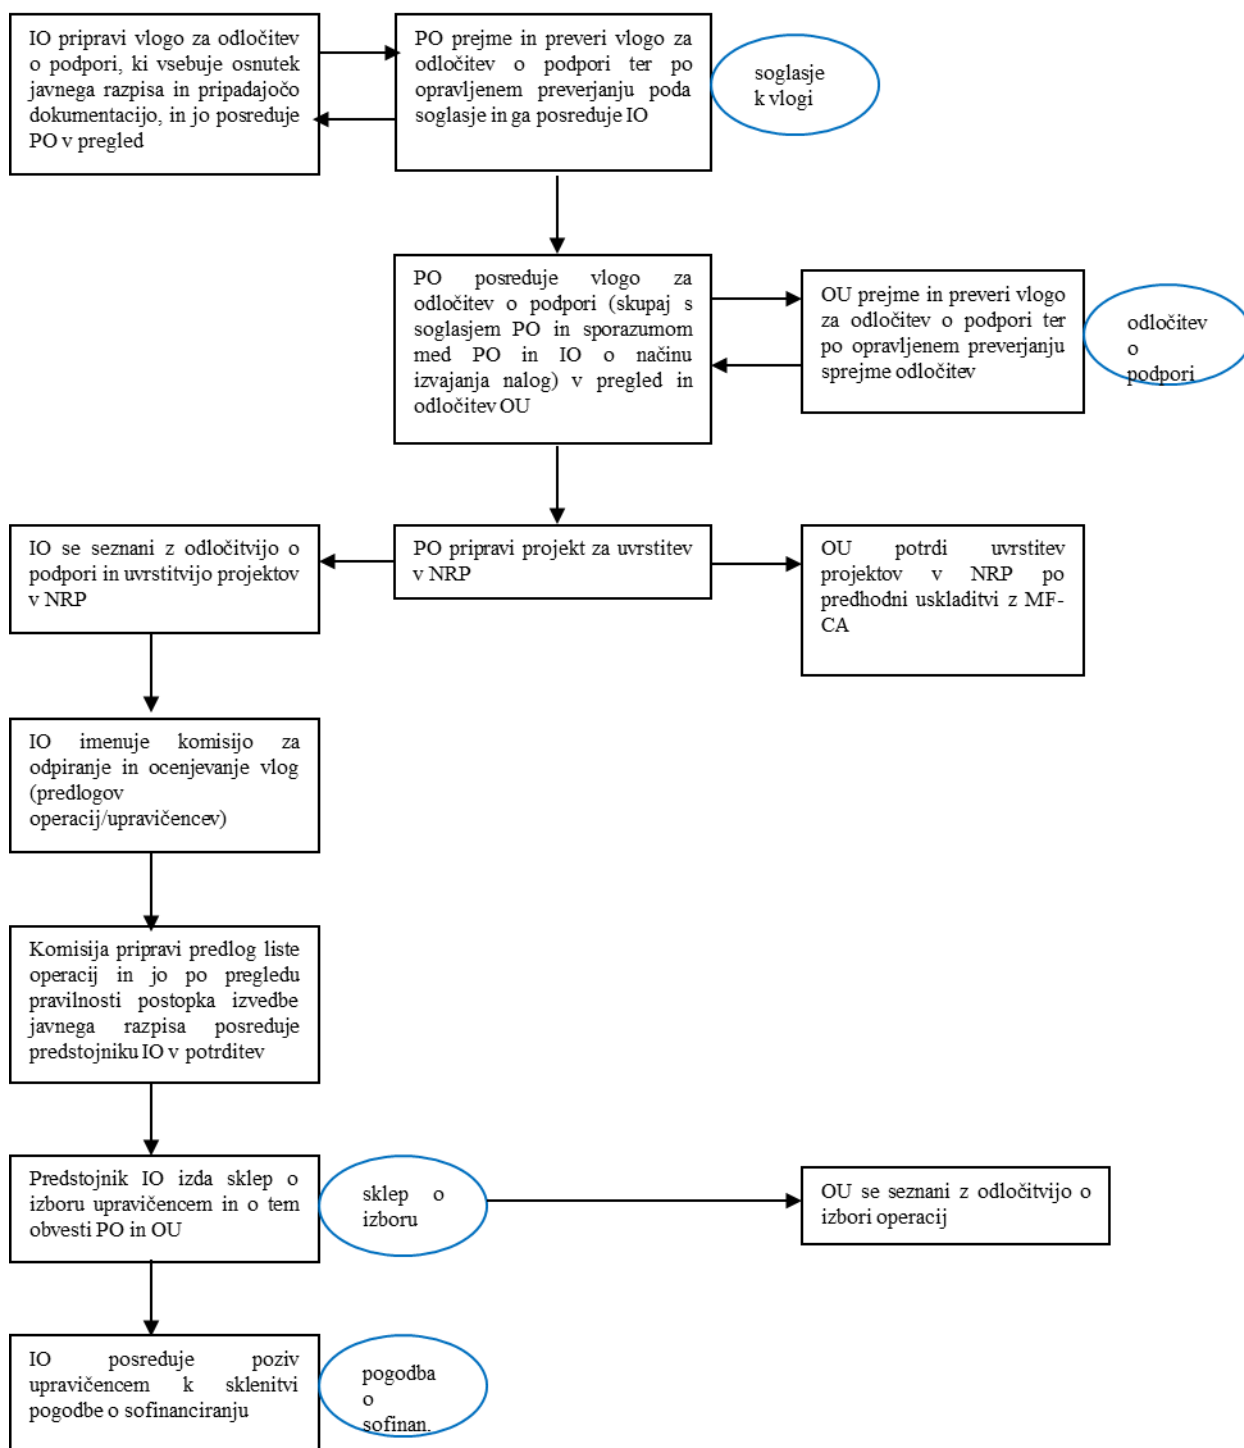 IO pripravi vlogo za odločitev
o podpori, ki vsebuje osnutek
javnega razpisa in pripadajočo
dokumentacijo, in jo posreduje
PO v pregled
PO prejme in preveri vlogo za
odločitev o podpori ter po
opravljenem preverjanju poda
soglasje in ga posreduje IO
soglasje
k vlogi
PO posreduje vlogo za
odločitev o podpori (skupaj s
soglasjem PO in sporazumom
med PO in IO o načinu
izvajanja nalog) v pregled in
odločitev OU
OU prejme in preveri vlogo
za odločitev o podpori ter
po opravljenem preverjanju
sprejme odločitev
odločitev
o
podpori
IO se seznani z odločitvijo o
podpori in uvrstitvijo projektov
v NRP
PO pripravi projekt za uvrstitev
v NRP
OU potrdi uvrstitev
projektov v NRP po
predhodni uskladitvi z MF-
CA
IO imenuje komisijo za
odpiranje in ocenjevanje vlog
(predlogov
operacij/upravičencev)
Komisija pripravi predlog liste
operacij in jo po pregledu
pravilnosti postopka izvedbe
javnega razpisa posreduje
predstojniku IO v potrditev
Predstojnik IO izda sklep o
izboru upravičencem in o tem
obvesti PO in OU
sklep o
izboru
OU se seznani z odločitvijo o
izbori operacij
IO posreduje poziv
upravičencem k sklenitvi
pogodbe o sofinanciranju
pogodba
o
sofinan.